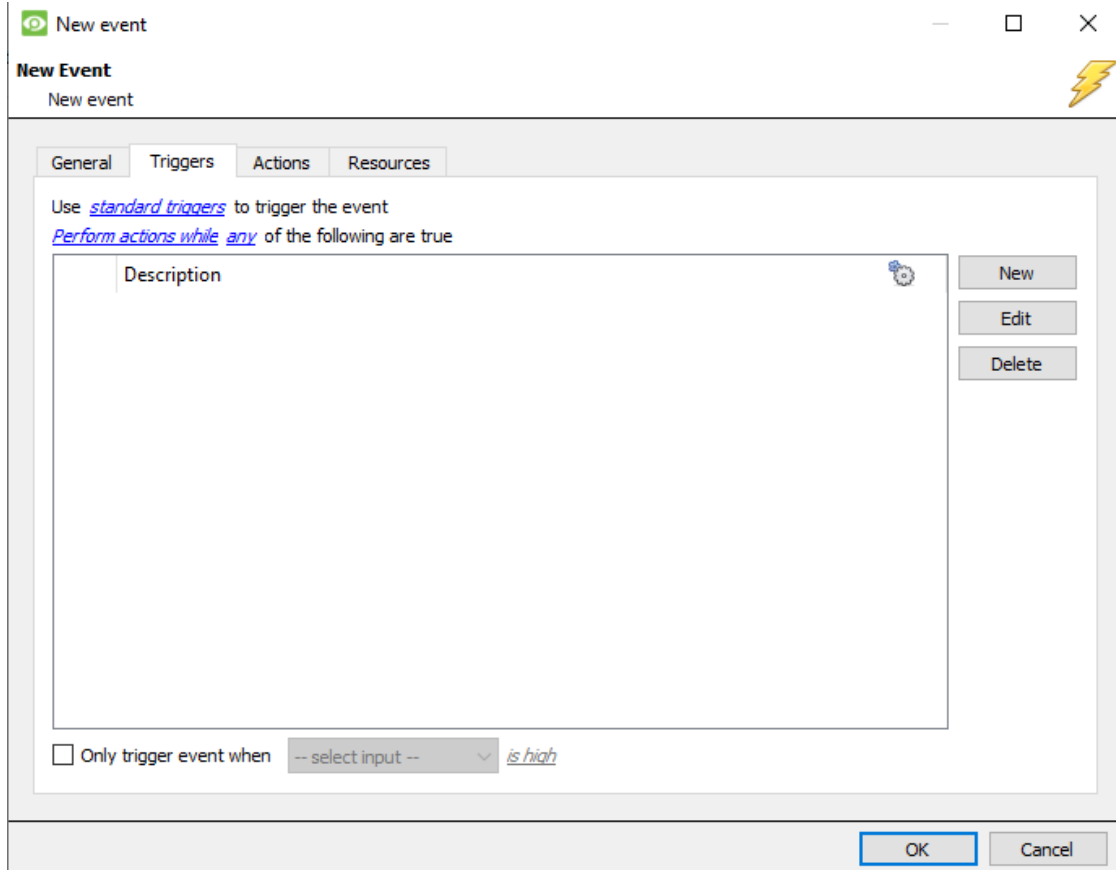 New event
New Event
New event
General Triggers Actions Resources
Use standard triggers to trigger the event
Perform actions while any of the following are true
Description
New
Edit
Delete
Only trigger event when -- select input -- is high
OK Cancel